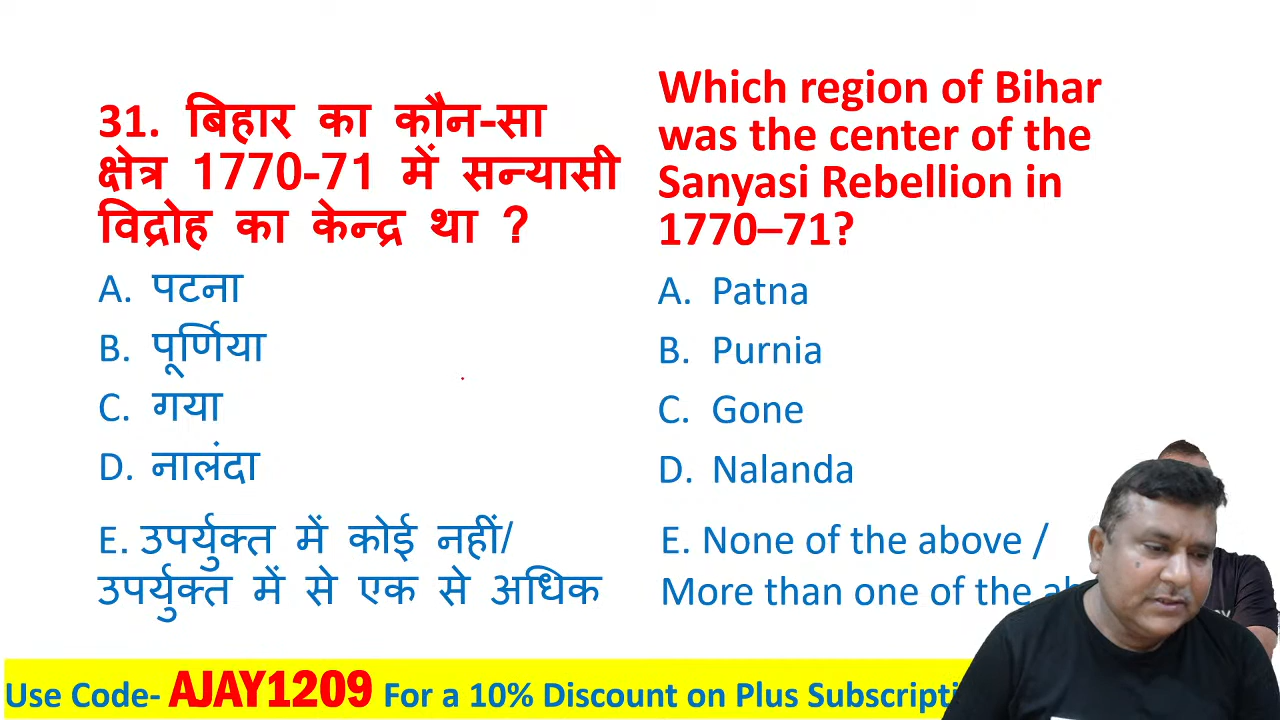 31. बिहार का कौन-सा
क्षेत्र 1770-71 में सन्यासी
विद्रोह का केन्द्र था ?
A. पटना
B. पूर्णिया
C. गया
D. नालंदा
E. उपर्युक्त में कोई नहीं/
उपर्युक्त में से एक से अधिक
Which region of Bihar
was the center of the
Sanyasi Rebellion in
1770–71?
A. Patna
B. Purnia
C. Gone
D. Nalanda
E. None of the above /
More than one of the
Use Code- AJAY1209 For a 10% Discount on Plus